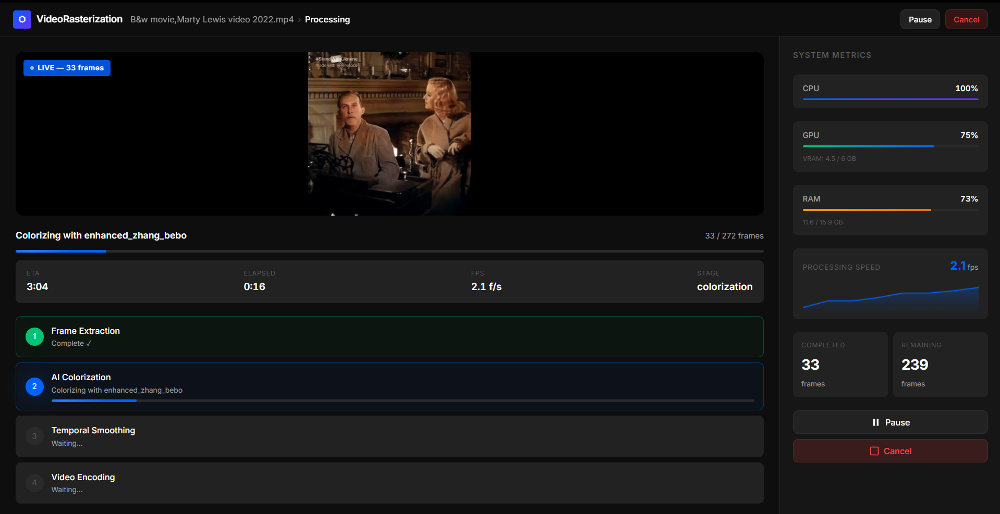 VideoRasterization
B&w movie,Marty Lewis video 2022.mp4 › Processing
Pause
Cancel
LIVE — 33 frames
#StandWithUkraine
made with reface
Colorizing with enhanced_zhang_bebo
33 / 272 frames
ETA
3:04
ELAPSED
0:16
FPS
2.1 f/s
STAGE
colorization
1
Frame Extraction
Complete ✓
2
AI Colorization
Colorizing with enhanced_zhang_bebo
3
Temporal Smoothing
Waiting...
4
Video Encoding
Waiting...
SYSTEM METRICS
CPU
100%
GPU
75%
VRAM: 4.5 / 6 GB
RAM
73%
11.6 / 15.9 GB
PROCESSING SPEED
2.1 fps
COMPLETED
33
frames
REMAINING
239
frames
Pause
Cancel